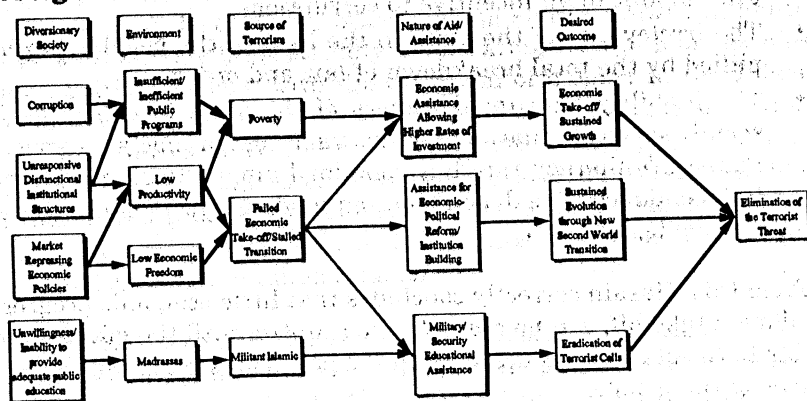 Diversionary
Society
Environment
Source of
Terrorism
Nature of Aid/
Assistance
Desired
Outcome
Corruption
Insufficient/
Inefficient
Public
Programs
Poverty
Economic
Assistance
Allowing
Higher Rates of
Investment
Economic
Take-off/
Sustained
Growth
Unresponsive
Disfunctional
Institutional
Structures
Low
Productivity
Failed
Economic
Take-off/Stalled
Transition
Assistance for
Economic-
Political
Reform/
Institution
Building
Sustained
Evolution
through New
Second World
Transition
Elimination of
the Terrorist
Threat
Market
Repressing
Economic
Policies
Low Economic
Freedom
Unwillingness/
Inability to
provide
adequate public
education
Madrassas
Militant Islamic
Military/
Security
Educational
Assistance
Eradication of
Terrorist Cells